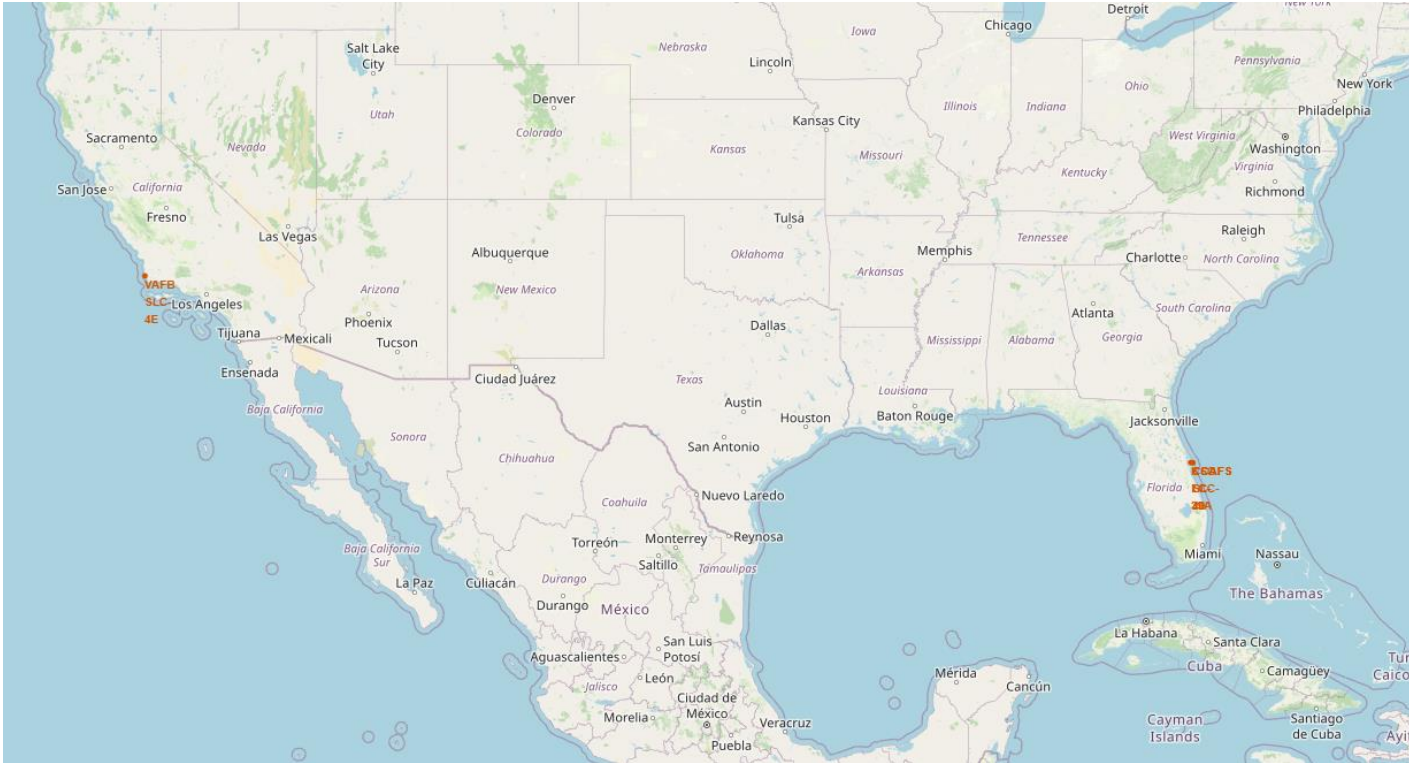 New York
Detroit
Chicago
Iowa
Nebraska
Salt Lake
City
Lincoln
Pennsylvania
New York
Ohio
Denver
Illinois
Indiana
Philadelphia
Utah
Kansas City
Colorado
Sacramento
West Virginia
Nevada
Kansas
Missouri
Washington
Virginia
Kentucky
San Jose
California
Richmond
Fresno
Tulsa
Las Vegas
Raleigh
Tennessee
Albuquerque
Memphis
Oklahoma
Charlotte
North Carolina
Arkansas
VAFB
SLC-
4E
Los Angeles
Arizona
New Mexico
South Carolina
Atlanta
Phoenix
Dallas
Tijuana
Mexicali
Tucson
Mississippi
Alabama
Georgia
Ensenada
Ciudad Juárez
Texas
Louisiana
Austin
Baja California
Houston
Baton Rouge
Jacksonville
Sonora
San Antonio
Chihuahua
Florida
Nuevo Laredo
Coahuila
Torreón
Monterrey
Reynosa
Baja California
Sur
Saltillo
Tamaulipas
Miami
Nassau
La Paz
Culiacán
Durango
The Bahamas
Durango
México
La Habana
San Luis
Potosí
Santa Clara
Aguascalientes
Cuba
Camagüey
Mérida
León
Jalisco
Cancún
Ciudad de
México
Morelia
Veracruz
Cayman
Islands
Santiago
de Cuba
Puebla